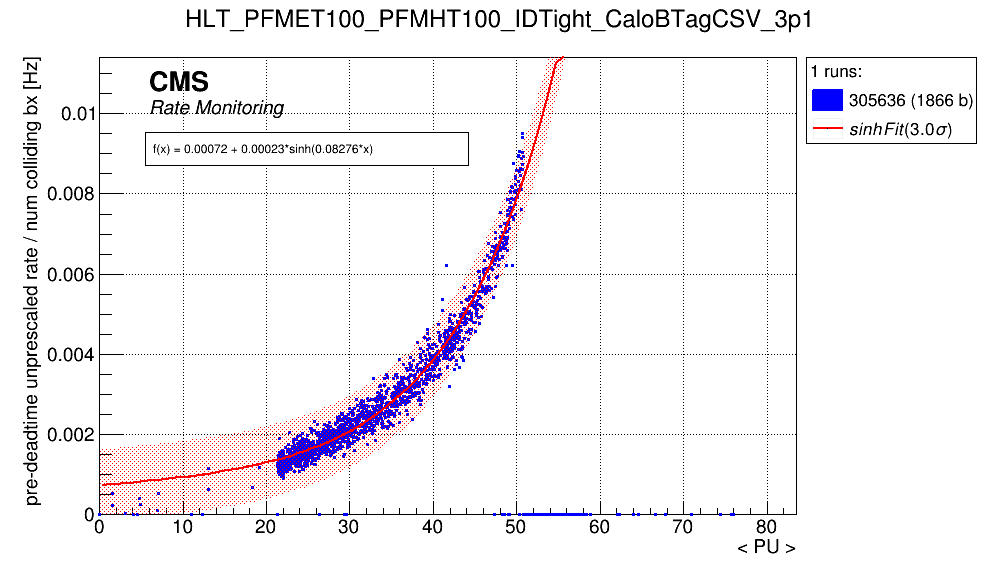 HLT_PFMET100_PFMHT100_IDTight_CaloBTagCSV_3p1
pre-deadtime unprescaled rate / num colliding bx [Hz]
CMS
Rate Monitoring
f(x) = 0.00072 + 0.00023*sinh(0.08276*x)
0.01
0.008
0.006
0.004
0.002
0
0 10 20 30 40 50 60 70 80
< PU >
1 runs:
305636 (1866 b)
sinhFit(3.0σ)